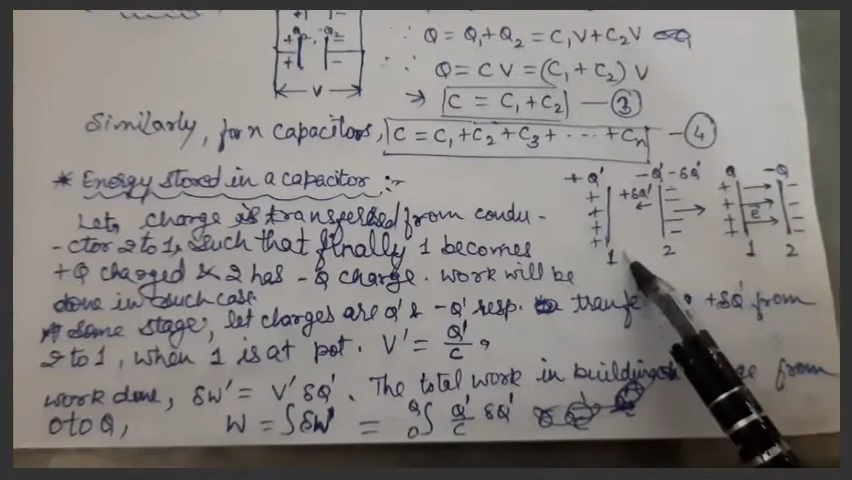 + Q2 -Q2 =
+ -
V
∴ Q = Q1+Q2 = C1V+C2V
∴ Q = CV = (C1+C2) V
→ C = C1+C2 —③
Similarly, for n capacitors, C = C1+C2+C3+ ---- +Cn —④
* Energy stored in a capacitor :-
Let, charge is transferred from condu-
-ctor 2 to 1, such that finally 1 becomes
+Q charged & 2 has -Q charge. work will be
done in such case.
+Q' -Q'-δQ' Q -Q
+δQ' E
1 2 1 2
At some stage, let charges are Q' & -Q' resp. +δQ' from
2 to 1, when 1 is at pot. V' = Q'/C,
work done, δW' = V' δQ'. The total work in building from
0 to Q, W = ∫δW' = 0∫Q Q'/C δQ'